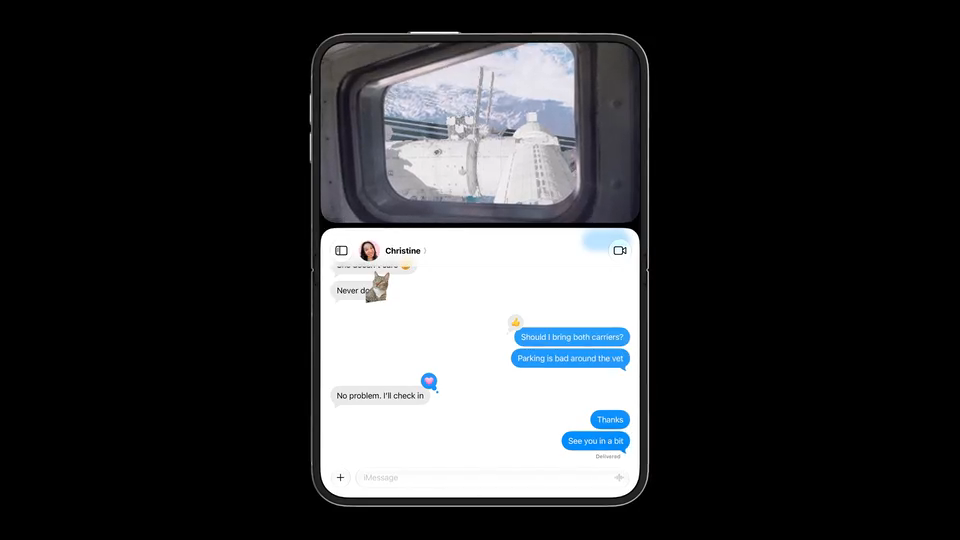 Christine
Never do
Should I bring both carriers?
Parking is bad around the vet
No problem. I'll check in
Thanks
See you in a bit
Delivered
iMessage